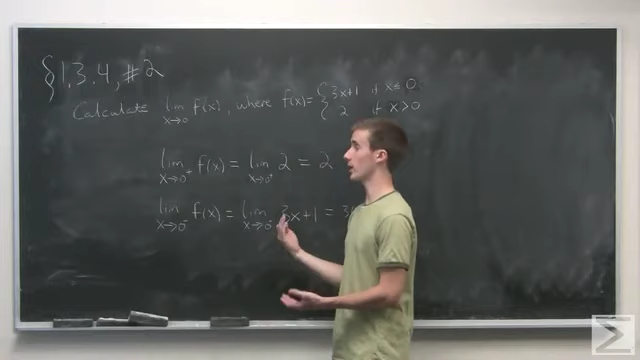 §1.3.4, #2
Calculate lim x→0 f(x), where f(x) = { 3x+1 if x≤0, 2 if x>0
lim x→0⁺ f(x) = lim x→0⁺ 2 = 2
lim x→0⁻ f(x) = lim x→0⁻ 3x+1 = 3
Σ